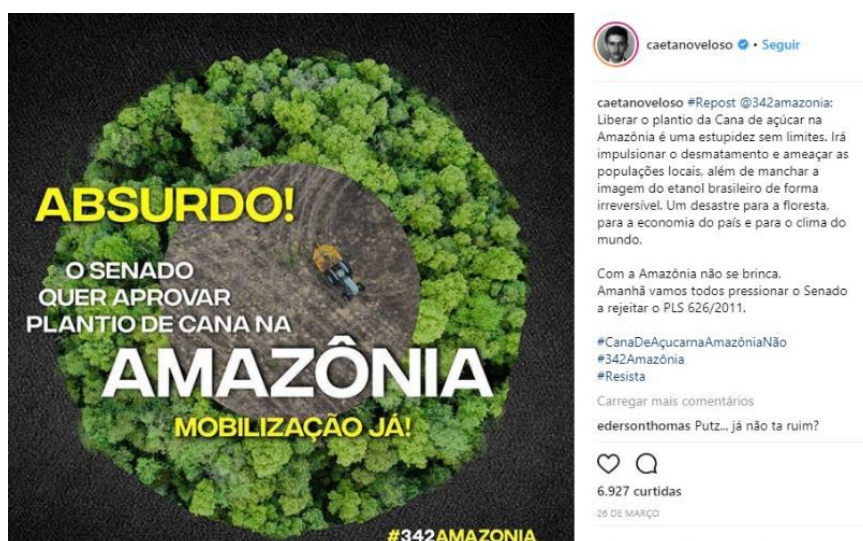 ABSURDO!
O SENADO
QUER APROVAR
PLANTIO DE CANA NA
AMAZÔNIA
MOBILIZAÇÃO JÁ!
#342AMAZONIA
caetanoveloso • Seguir
caetanoveloso #Repost @342amazonia:
Liberar o plantio da Cana de açúcar na
Amazônia é uma estupidez sem limites. Irá
impulsionar o desmatamento e ameaçar as
populações locais, além de manchar a
imagem do etanol brasileiro de forma
irreversível. Um desastre para a floresta,
para a economia do país e para o clima do
mundo.
Com a Amazônia não se brinca.
Amanhã vamos todos pressionar o Senado
a rejeitar o PLS 626/2011.
#CanaDeAçucarnaAmazôniaNão
#342Amazônia
#Resista
Carregar mais comentários
edersonthomas Putz... já não ta ruim?
6.927 curtidas
26 DE MARÇO